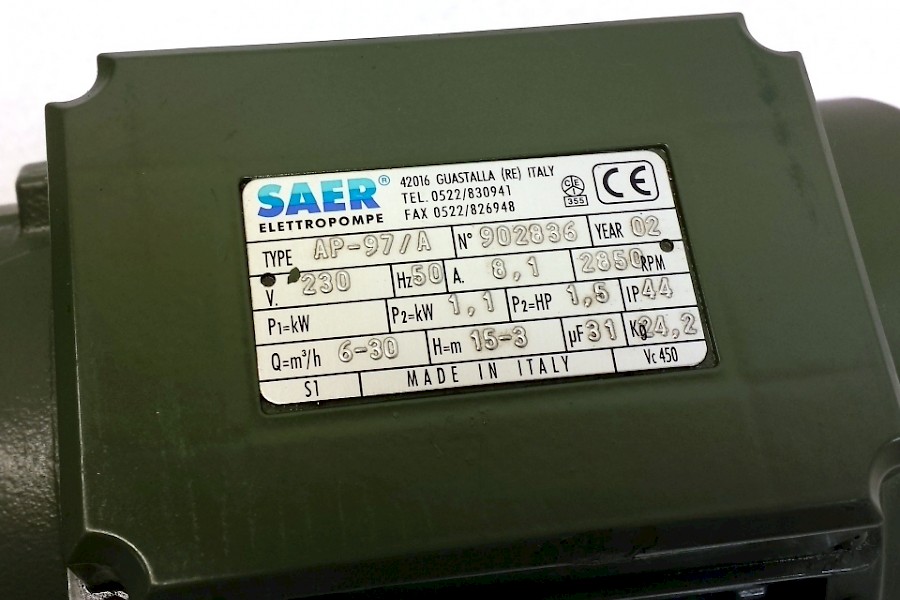 SAER®
ELETTROPOMPE
42016 GUASTALLA (RE) ITALY
TEL. 0522/830941
FAX 0522/826948
CE
355
CE
TYPE AP-97/A N° 902836 YEAR 02
V. 230 Hz 50 A. 8,1 2850 RPM
P1=kW P2=kW 1,1 P2=HP 1,5 IP 44
Q=m³/h 6-30 H=m 15-3 µF 31 Kg 24,2
S1 MADE IN ITALY Vc 450